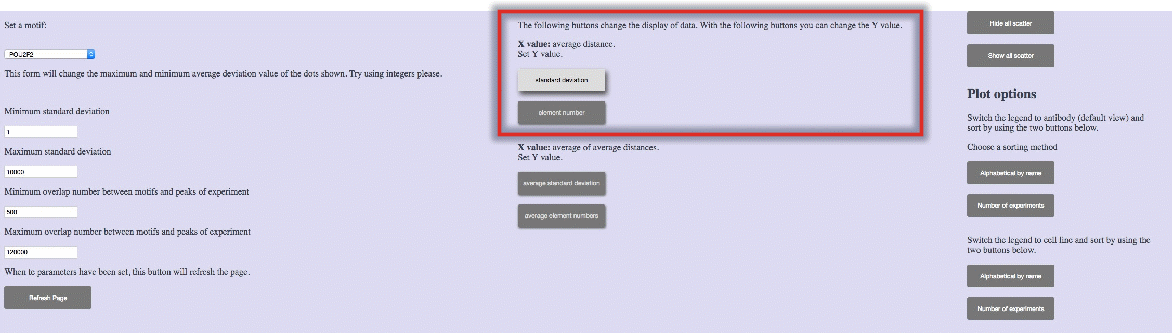 Set a motif:
POU2F2
This form will change the maximum and minimum average deviation value of the dots shown. Try using integers please.
Minimum standard deviation
1
Maximum standard deviation
10000
Minimum overlap number between motifs and peaks of experiment
500
Maximum overlap number between motifs and peaks of experiment
120000
When te parameters have been set, this button will refresh the page.
Refresh Page
The following buttons change the display of data. With the following buttons you can change the Y value.
X value: average distance.
Set Y value.
standard deviation
element number
X value: average of average distances.
Set Y value.
average standard deviation
average element numbers
Hide all scatter
Show all scatter
Plot options
Switch the legend to antibody (default view) and
sort by using the two buttons below.
Choose a sorting method
Alphabetical by name
Number of experiments
Switch the legend to cell line and sort by using the
two buttons below.
Alphabetical by name
Number of experiments